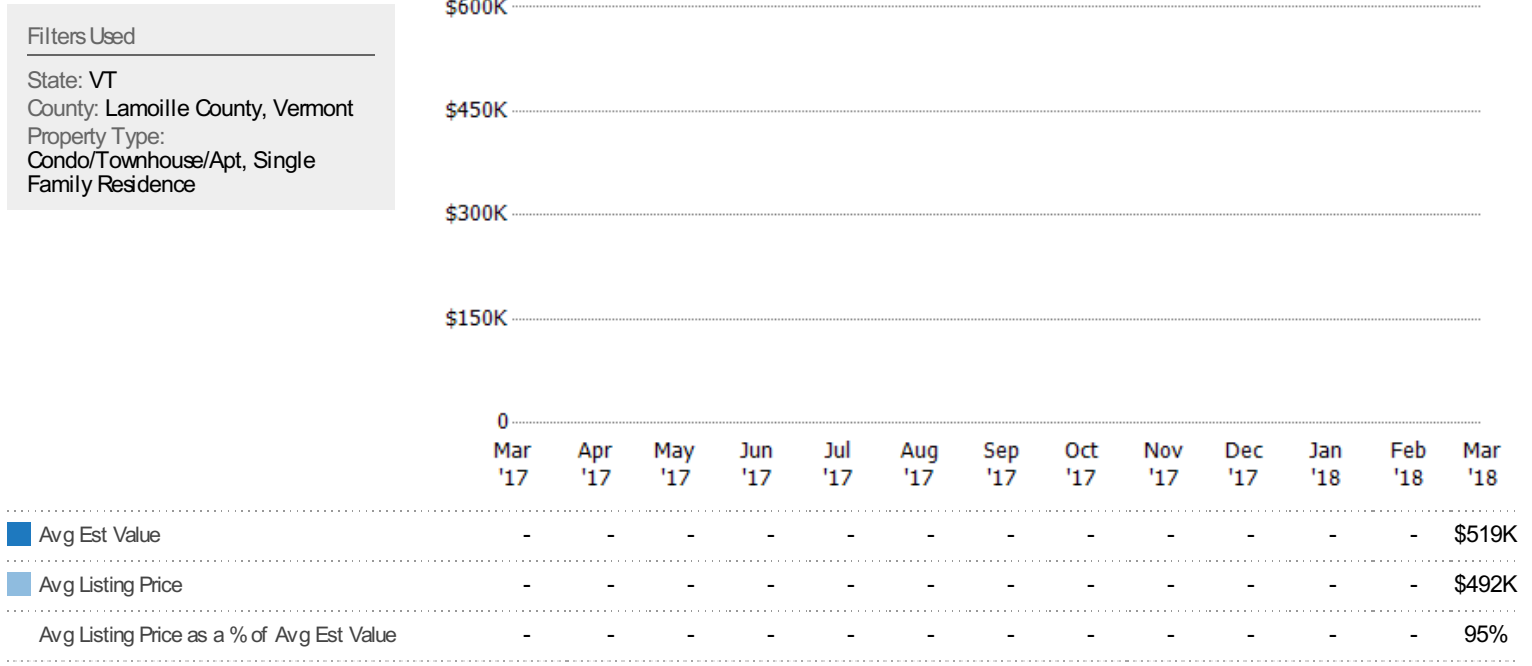 Filters Used
State: VT
County: Lamoille County, Vermont
Property Type:
Condo/Townhouse/Apt, Single
Family Residence
$600K
$450K
$300K
$150K
0
Mar Apr May Jun Jul Aug Sep Oct Nov Dec Jan Feb Mar
'17 '17 '17 '17 '17 '17 '17 '17 '17 '17 '18 '18 '18
Avg Est Value - - - - - - - - - - - - $519K
Avg Listing Price - - - - - - - - - - - - $492K
Avg Listing Price as a % of Avg Est Value - - - - - - - - - - - - 95%